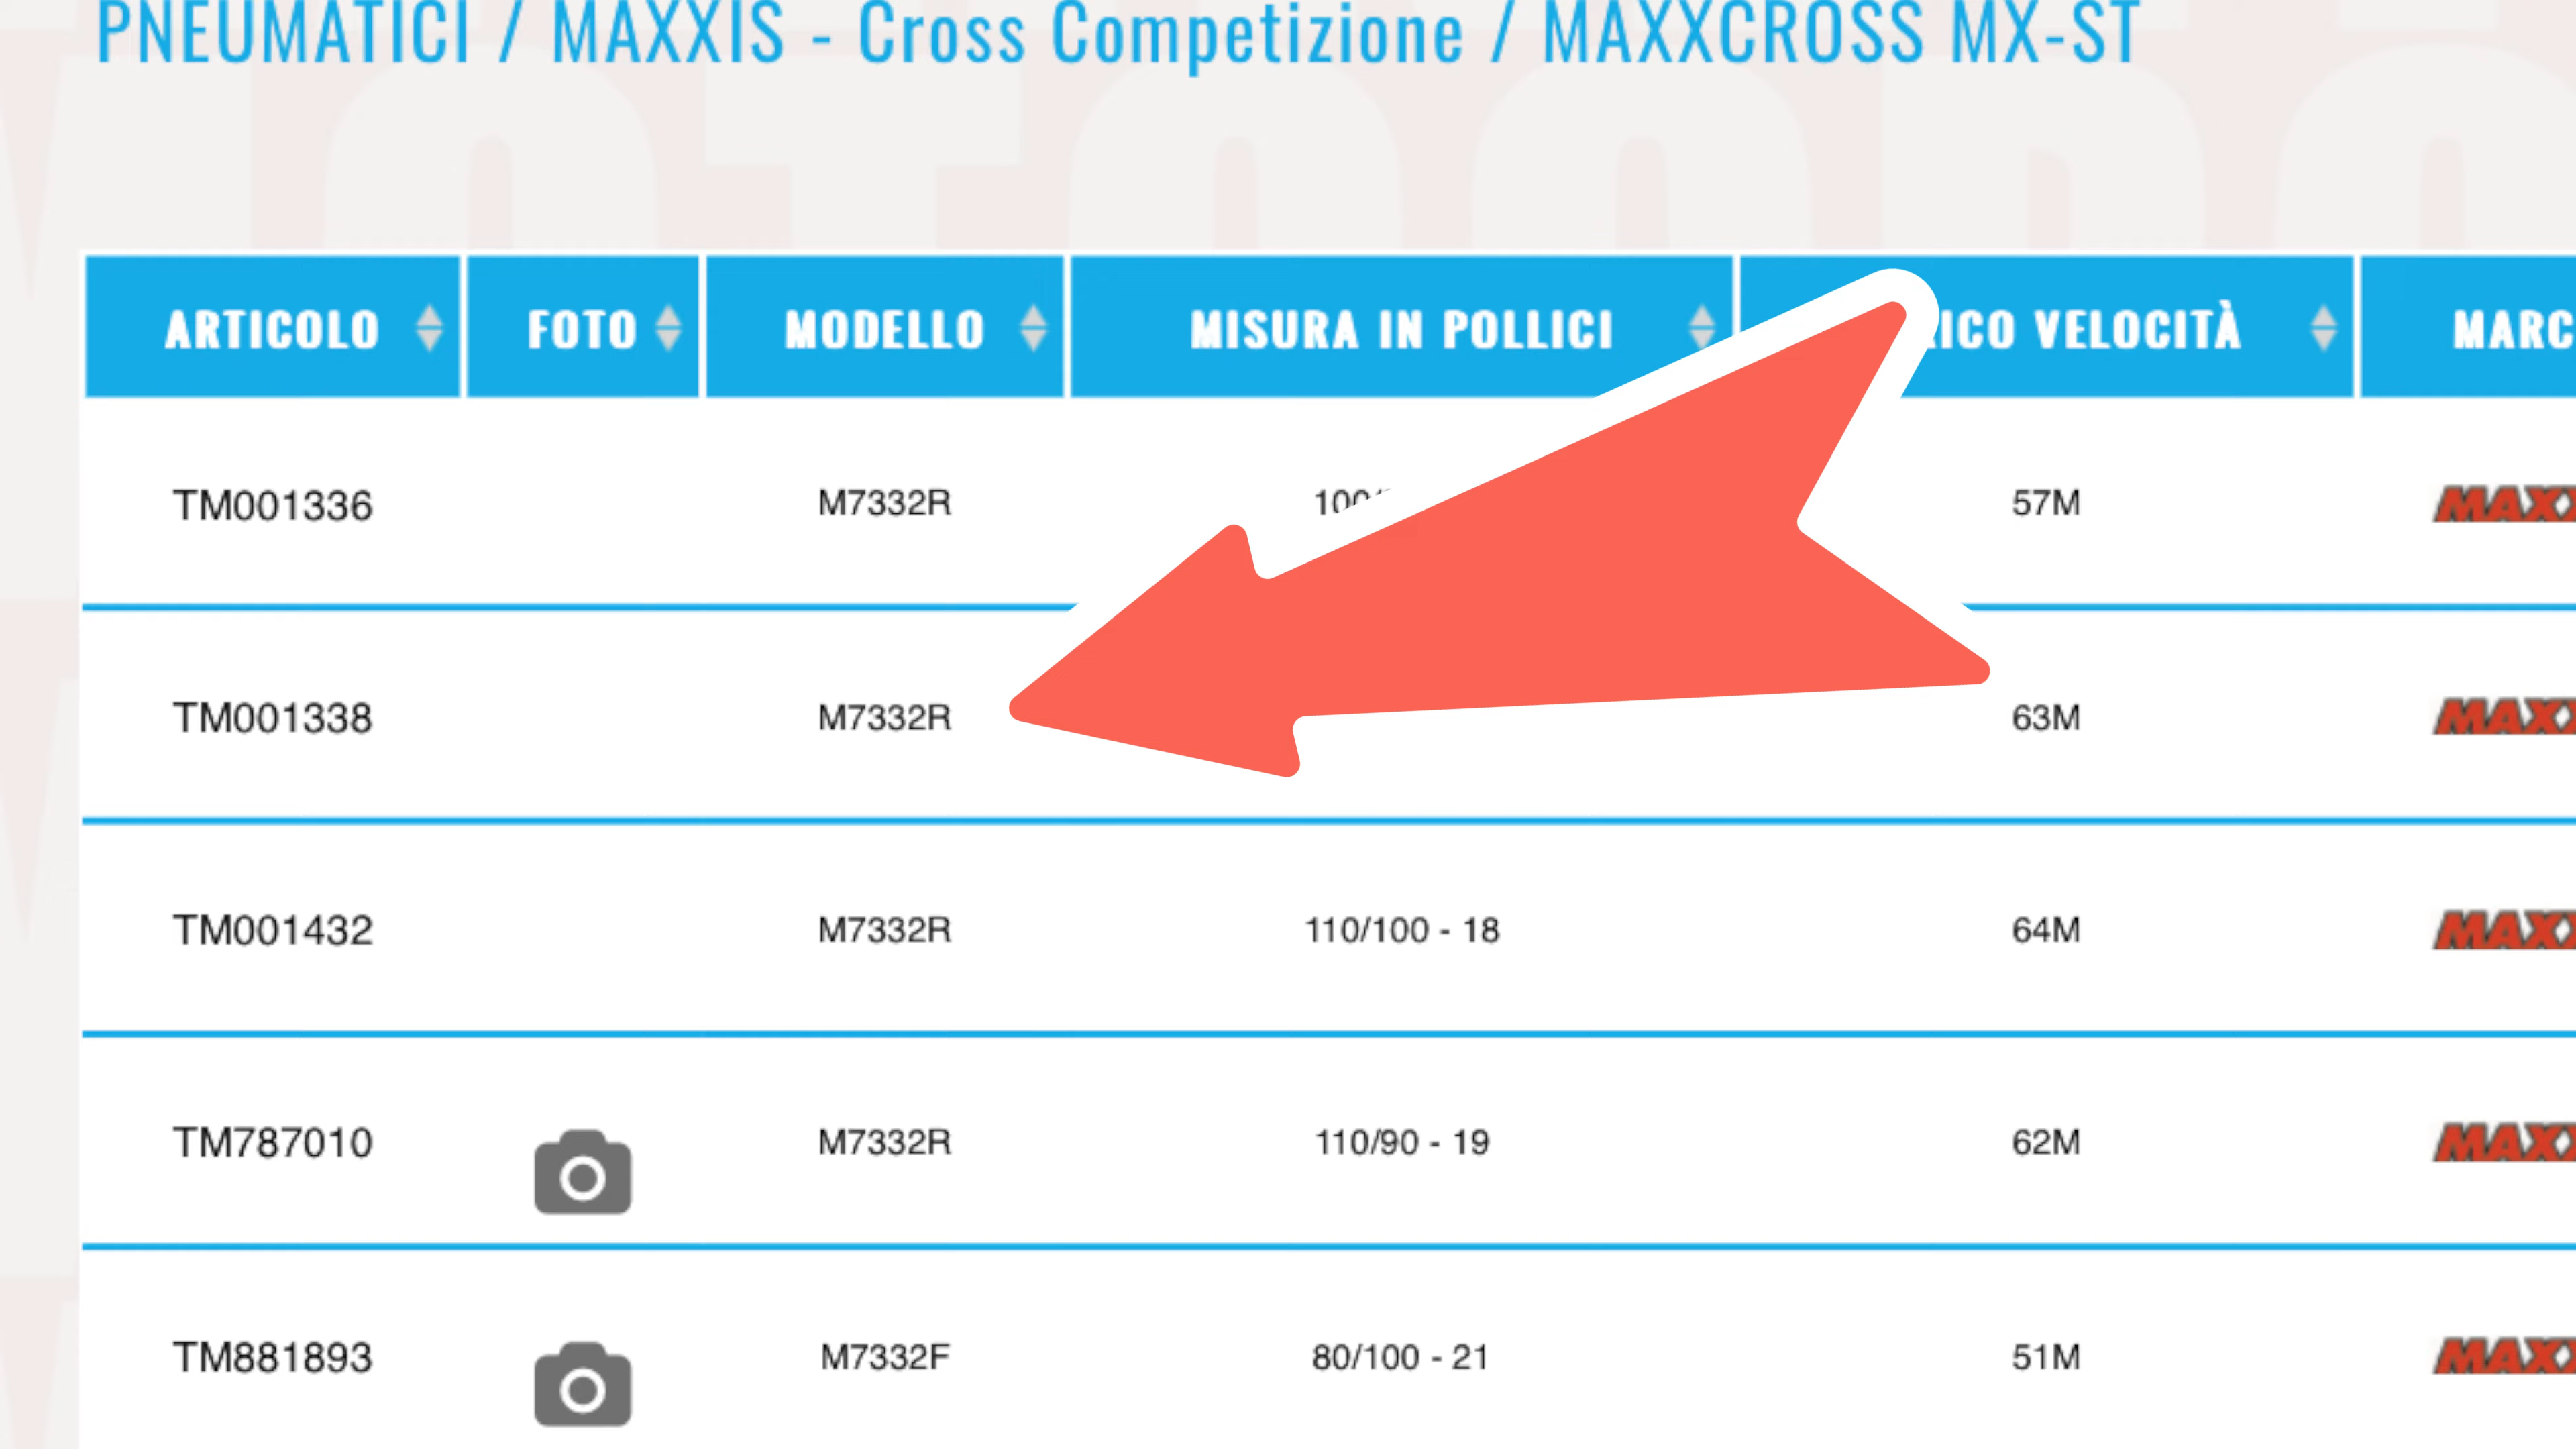 PNEUMATICI / MAXXIS - Cross Competizione / MAXXCROSS MX-ST
ARTICOLO FOTO MODELLO MISURA IN POLLICI VELOCITÀ
TM001336 M7332R 57M
TM001338 M7332R 63M
TM001432 M7332R 110/100 - 18 64M
TM787010 M7332R 110/90 - 19 62M
TM881893 M7332F 80/100 - 21 51M